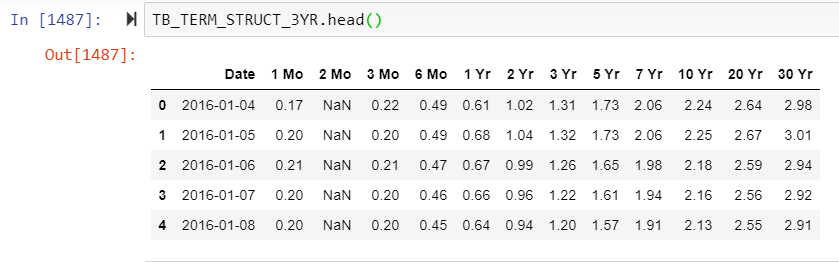 In [1487]: TB_TERM_STRUCT_3YR.head()
Out[1487]:
Date 1 Mo 2 Mo 3 Mo 6 Mo 1 Yr 2 Yr 3 Yr 5 Yr 7 Yr 10 Yr 20 Yr 30 Yr
0 2016-01-04 0.17 NaN 0.22 0.49 0.61 1.02 1.31 1.73 2.06 2.24 2.64 2.98
1 2016-01-05 0.20 NaN 0.20 0.49 0.68 1.04 1.32 1.73 2.06 2.25 2.67 3.01
2 2016-01-06 0.21 NaN 0.21 0.47 0.67 0.99 1.26 1.65 1.98 2.18 2.59 2.94
3 2016-01-07 0.20 NaN 0.20 0.46 0.66 0.96 1.22 1.61 1.94 2.16 2.56 2.92
4 2016-01-08 0.20 NaN 0.20 0.45 0.64 0.94 1.20 1.57 1.91 2.13 2.55 2.91